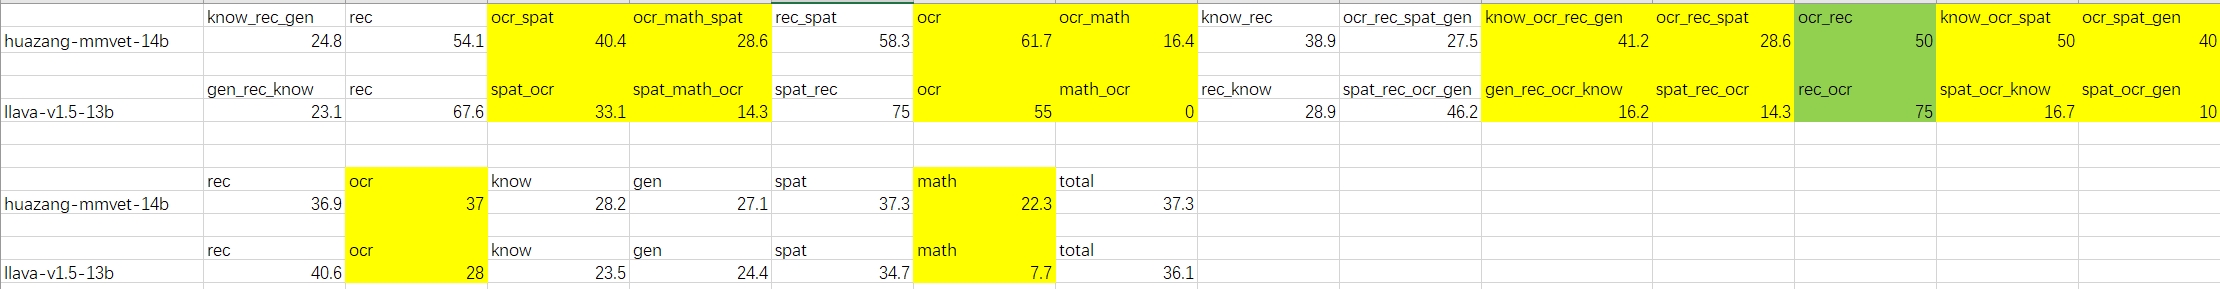 know_rec_gen rec ocr_spat ocr_math_spat rec_spat ocr ocr_math know_rec ocr_rec_spat_gen know_ocr_rec_gen ocr_rec_spat ocr_rec know_ocr_spat ocr_spat_gen
huazang-mmvet-14b 24.8 54.1 40.4 28.6 58.3 61.7 16.4 38.9 27.5 41.2 28.6 50 50 40
gen_rec_know rec spat_ocr spat_math_ocr spat_rec ocr math_ocr rec_know spat_rec_ocr_gen gen_rec_ocr_know spat_rec_ocr rec_ocr spat_ocr_know spat_ocr_gen
llava-v1.5-13b 23.1 67.6 33.1 14.3 75 55 0 28.9 46.2 16.2 14.3 75 16.7 10
rec ocr know gen spat math total
huazang-mmvet-14b 36.9 37 28.2 27.1 37.3 22.3 37.3
rec ocr know gen spat math total
llava-v1.5-13b 40.6 28 23.5 24.4 34.7 7.7 36.1